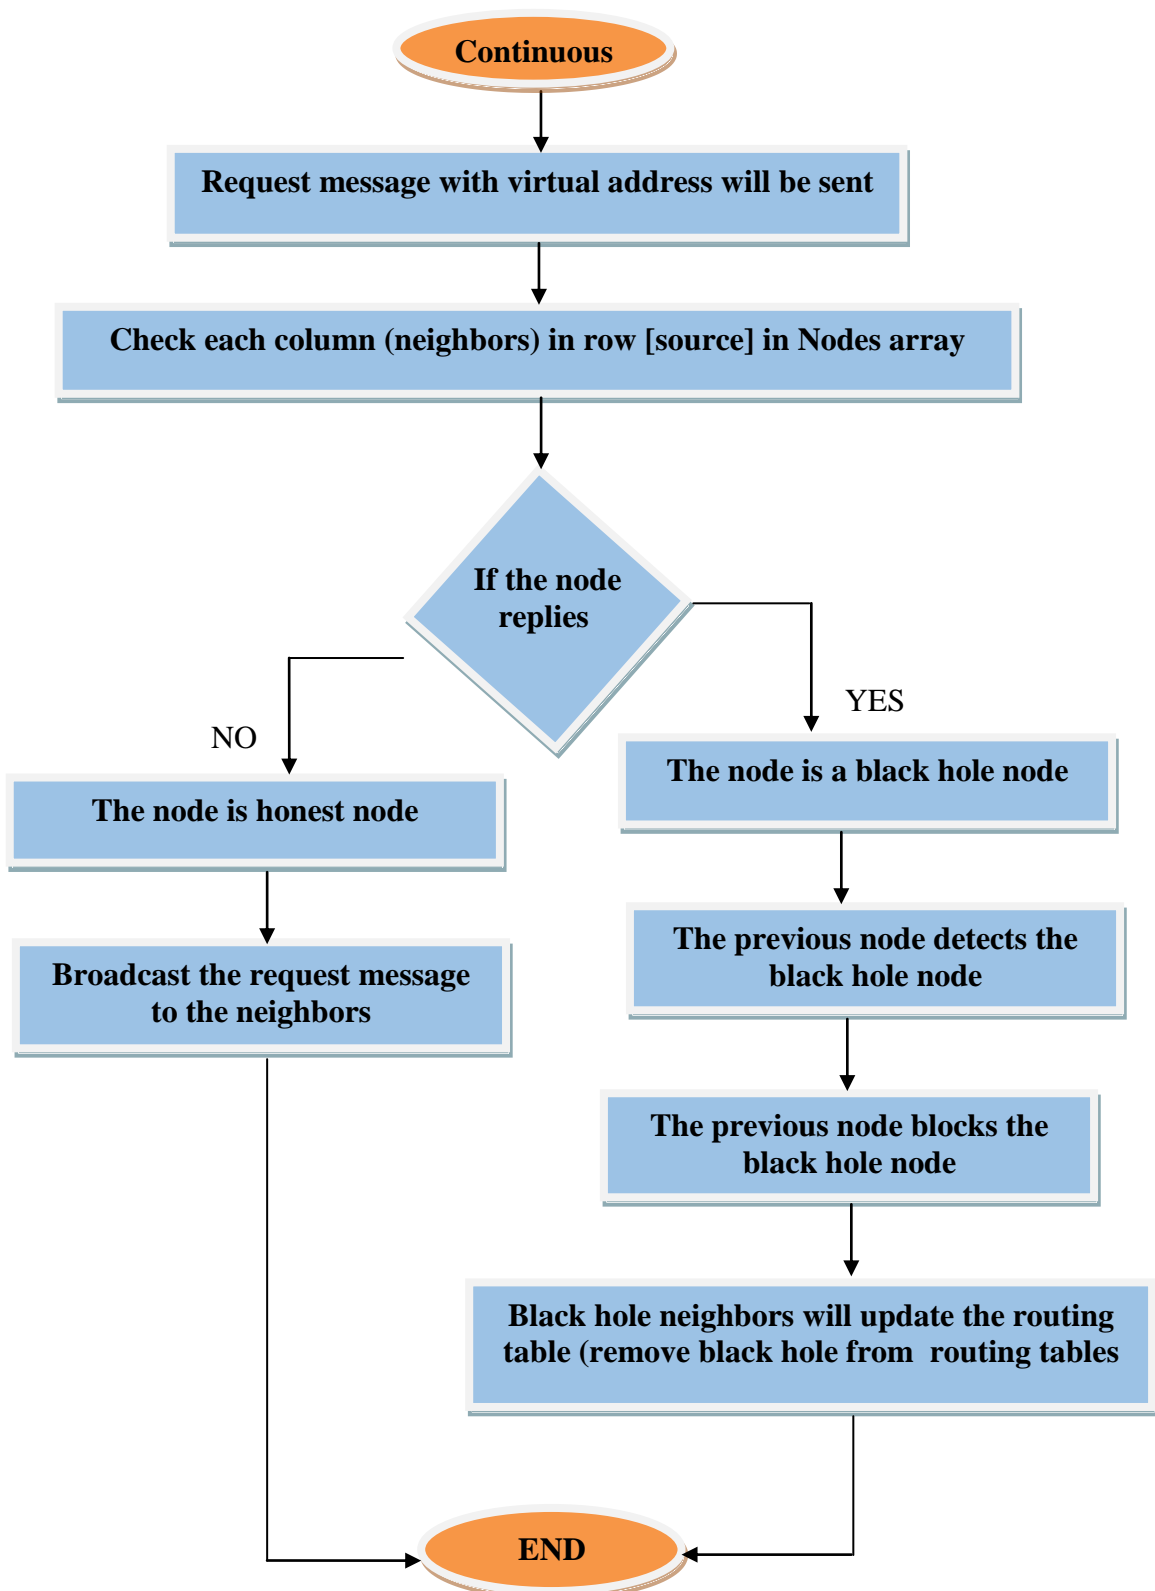 Continuous
Request message with virtual address will be sent
Check each column (neighbors) in row [source] in Nodes array
If the node
replies
NO
YES
The node is honest node
The node is a black hole node
Broadcast the request message
to the neighbors
The previous node detects the
black hole node
The previous node blocks the
black hole node
Black hole neighbors will update the routing
table (remove black hole from routing tables
END